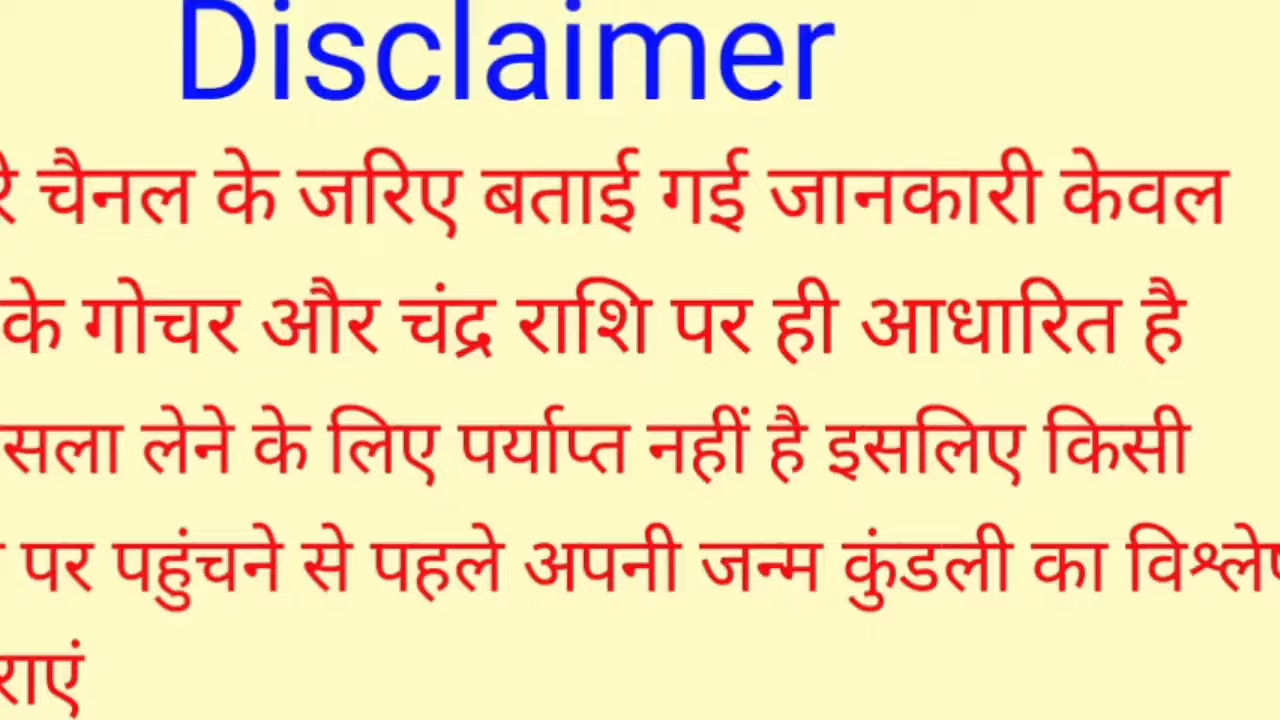 Disclaimer
रे चैनल के जरिए बताई गई जानकारी केवल
के गोचर और चंद्र राशि पर ही आधारित है
सला लेने के लिए पर्याप्त नहीं है इसलिए किसी
पर पहुंचने से पहले अपनी जन्म कुंडली का विश्ले
राएं